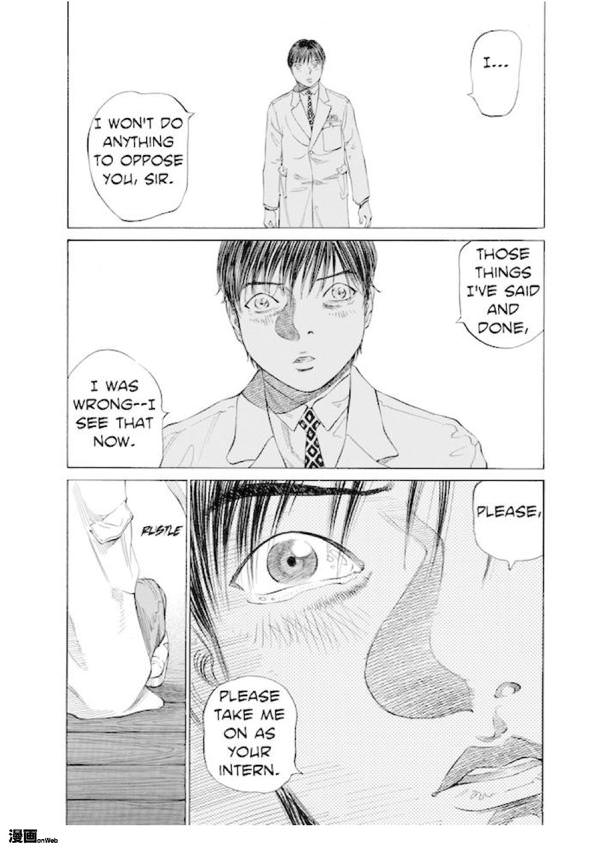 I...
I WON'T DO
ANYTHING
TO OPPOSE
YOU, SIR.
THOSE
THINGS
I'VE SAID
AND
DONE,
I WAS
WRONG--I
SEE THAT
NOW.
PLEASE,
PLEASE
TAKE ME
ON AS
YOUR
INTERN.
RUSTLE
漫画onWeb